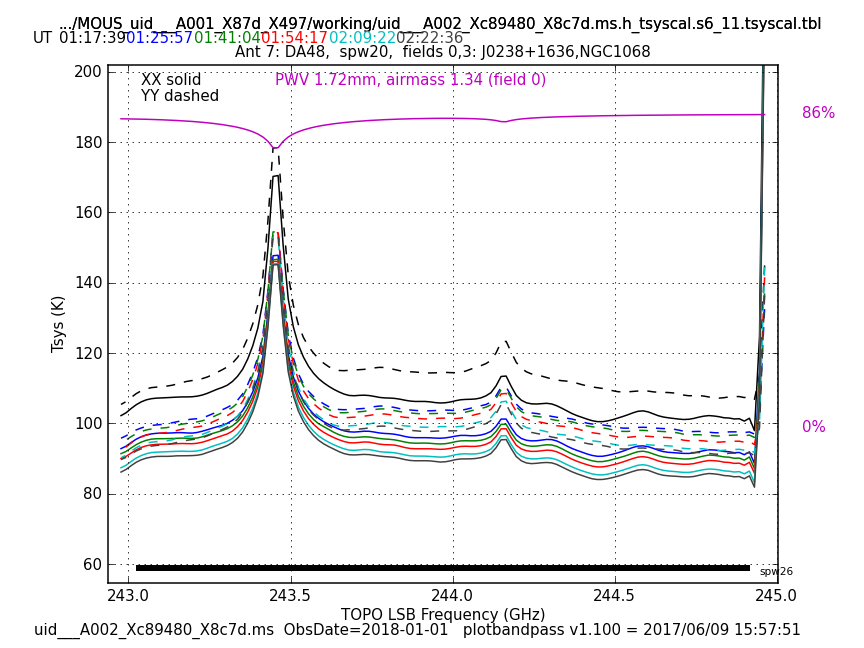 .../MOUS_uid___A001_X87d_X497/working/uid___A002_Xc89480_X8c7d.ms.h_tsyscal.s6_11.tsyscal.tbl
UT 01:17:39 01:25:57 01:41:04 01:54:17 02:09:22 02:22:36
Ant 7: DA48, spw20, fields 0,3: J0238+1636,NGC1068
XX solid
PWV 1.72mm, airmass 1.34 (field 0)
YY dashed
200
180
160
140
120
100
80
60
Tsys (K)
86%
0%
spw26
243.0 243.5 244.0 244.5 245.0
TOPO LSB Frequency (GHz)
uid___A002_Xc89480_X8c7d.ms ObsDate=2018-01-01 plotbandpass v1.100 = 2017/06/09 15:57:51